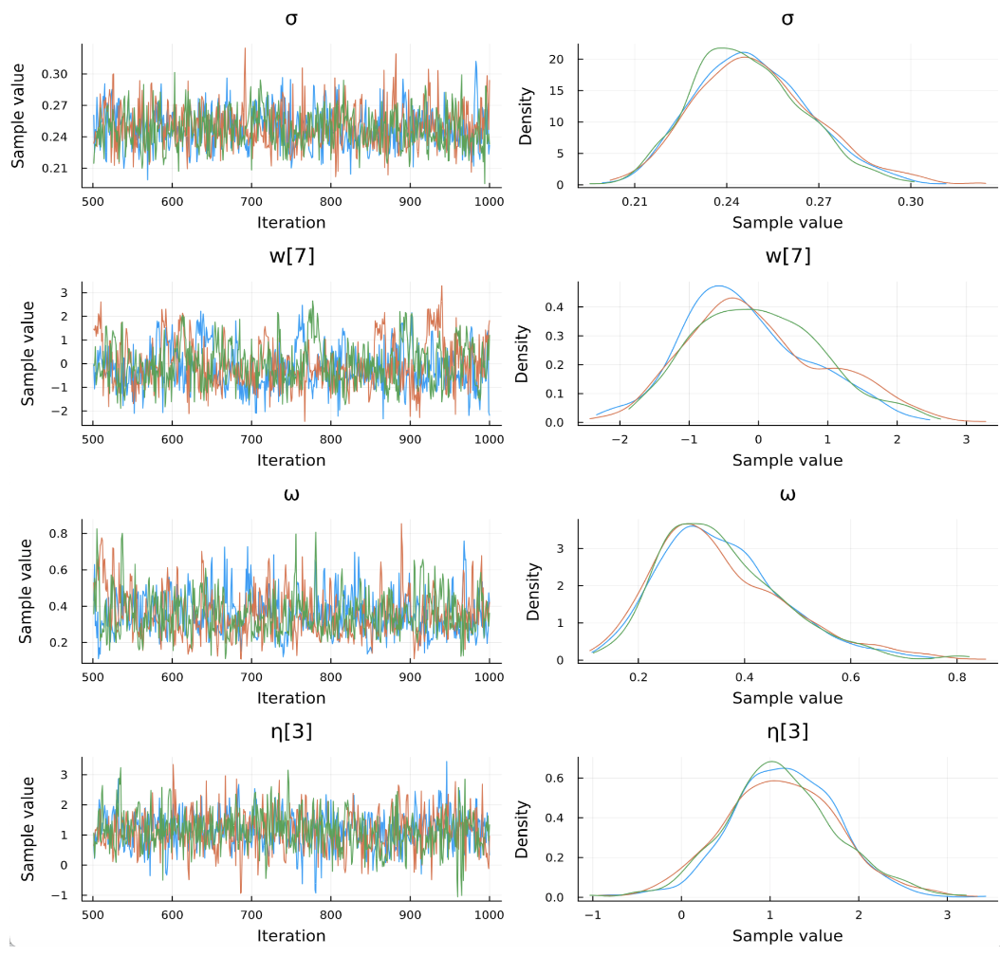 σ
σ
Sample value
0.30
0.27
0.24
0.21
500 600 700 800 900 1000
Iteration
Density
20
15
10
5
0
0.21 0.24 0.27 0.30
Sample value
w[7]
w[7]
Sample value
3
2
1
0
−1
−2
500 600 700 800 900 1000
Iteration
Density
0.4
0.3
0.2
0.1
0.0
−2 −1 0 1 2 3
Sample value
ω
ω
Sample value
0.8
0.6
0.4
0.2
500 600 700 800 900 1000
Iteration
Density
3
2
1
0
0.2 0.4 0.6 0.8
Sample value
η[3]
η[3]
Sample value
3
2
1
0
−1
500 600 700 800 900 1000
Iteration
Density
0.6
0.4
0.2
0.0
−1 0 1 2 3
Sample value